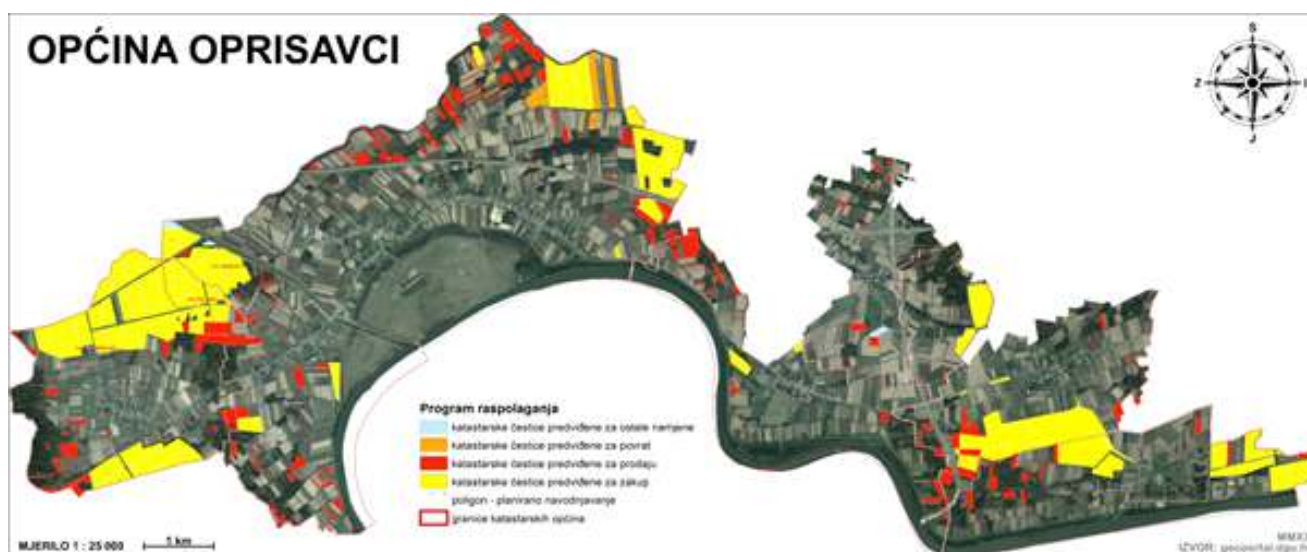 OPĆINA OPRISAVCI
S
Z
J
Program raspolaganja
katastarske čestice predviđene za ostale namjene
katastarske čestice predviđene za povrat
katastarske čestice predviđene za prodaju
katastarske čestice predviđene za zakup
poligon - planirano navodnjavanje
granice katastarskih općina
MJERILO 1 : 25 000
1 km
IZVOR: